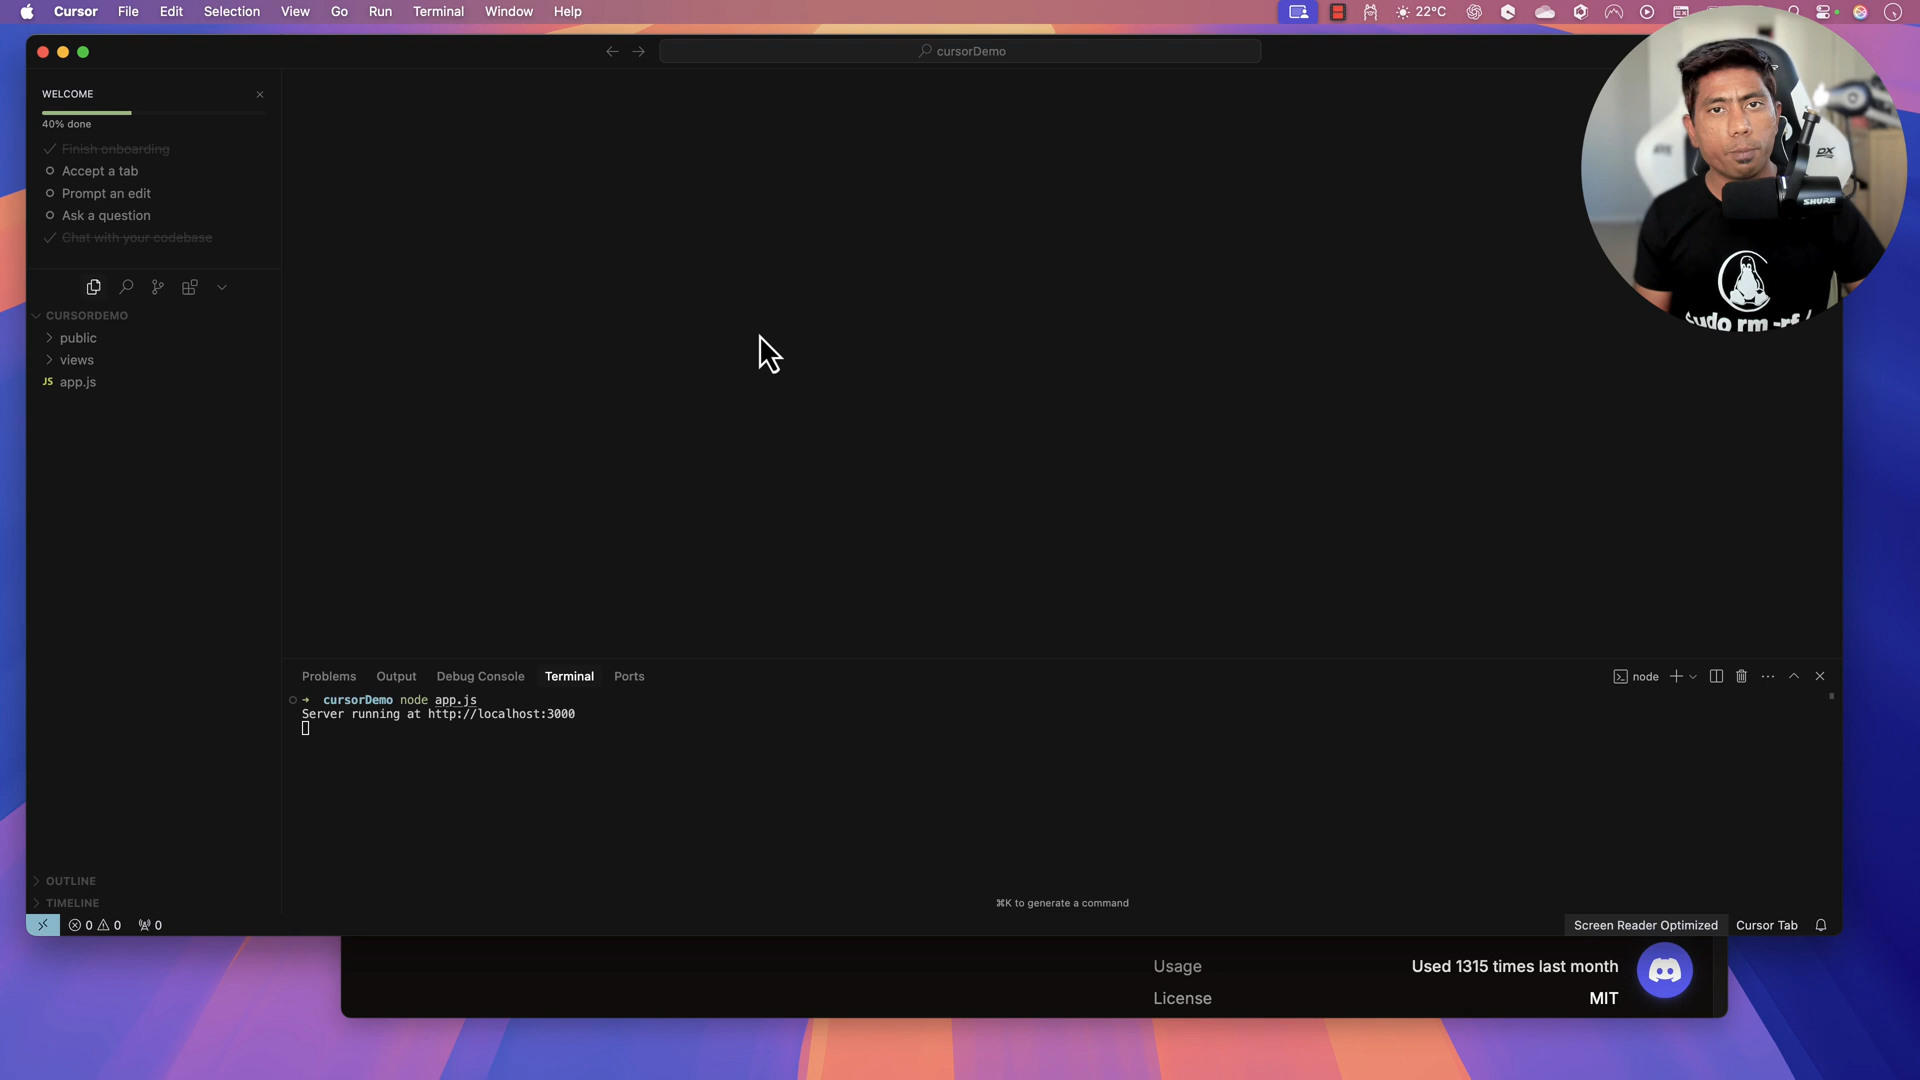 Cursor File Edit Selection View Go Run Terminal Window Help
22°C
cursorDemo
WELCOME
40% done
Finish onboarding
Accept a tab
Prompt an edit
Ask a question
Chat with your codebase
CURSORDEMO
public
views
JS app.js
OUTLINE
TIMELINE
Problems Output Debug Console Terminal Ports
node
cursorDemo node app.js
Server running at http://localhost:3000
⌘K to generate a command
0 0 0
Screen Reader Optimized Cursor Tab
Usage Used 1315 times last month
License MIT
DX
SHURE
sudo rm -rf /